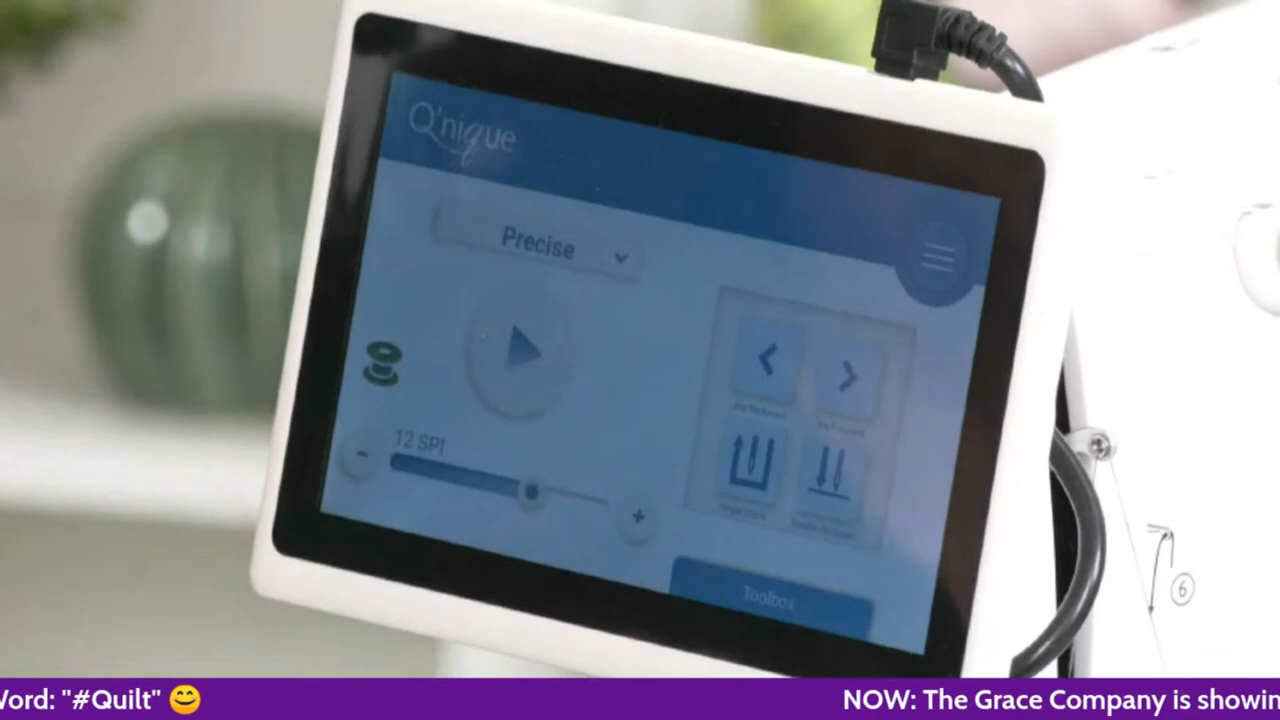 Q'nique
Precise
12 SPI
-
+
Toolbox
6
Word: "#Quilt" 😊
NOW: The Grace Company is showin